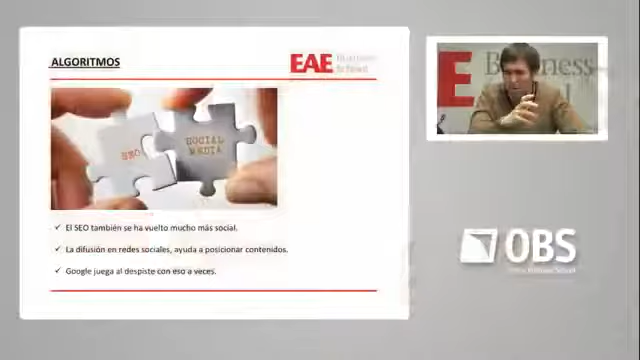 ALGORITMOS
EAE Business School
SEO
SOCIAL
MEDIA
✓ El SEO también se ha vuelto mucho más social.
✓ La difusión en redes sociales, ayuda a posicionar contenidos.
✓ Google juega al despiste con eso a veces.
E Business
OBS